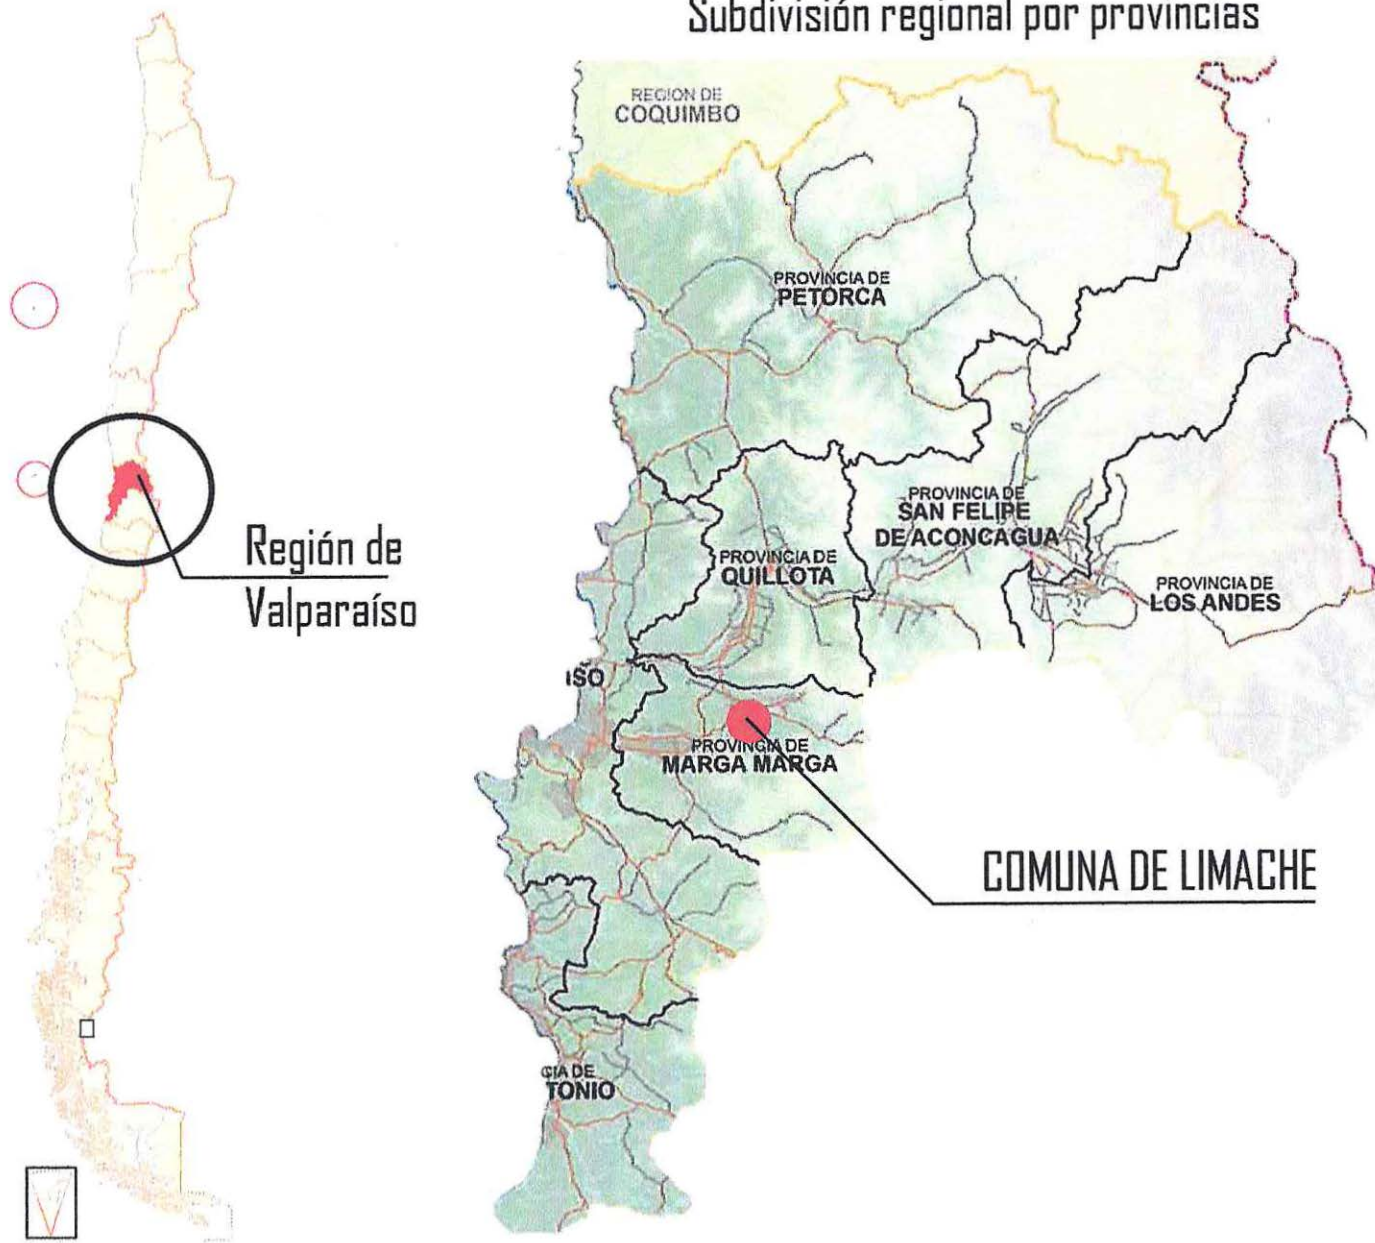 Subdivisión regional por provincias
REGION DE
COQUIMBO
PROVINCIA DE
PETORCA
PROVINCIA DE
SAN FELIPE
DE ACONCAGUA
PROVINCIA DE
QUILLOTA
PROVINCIA DE
LOS ANDES
Región de
Valparaíso
ISO
PROVINCIA DE
MARGA MARGA
COMUNA DE LIMACHE
CIA DE
TONIO